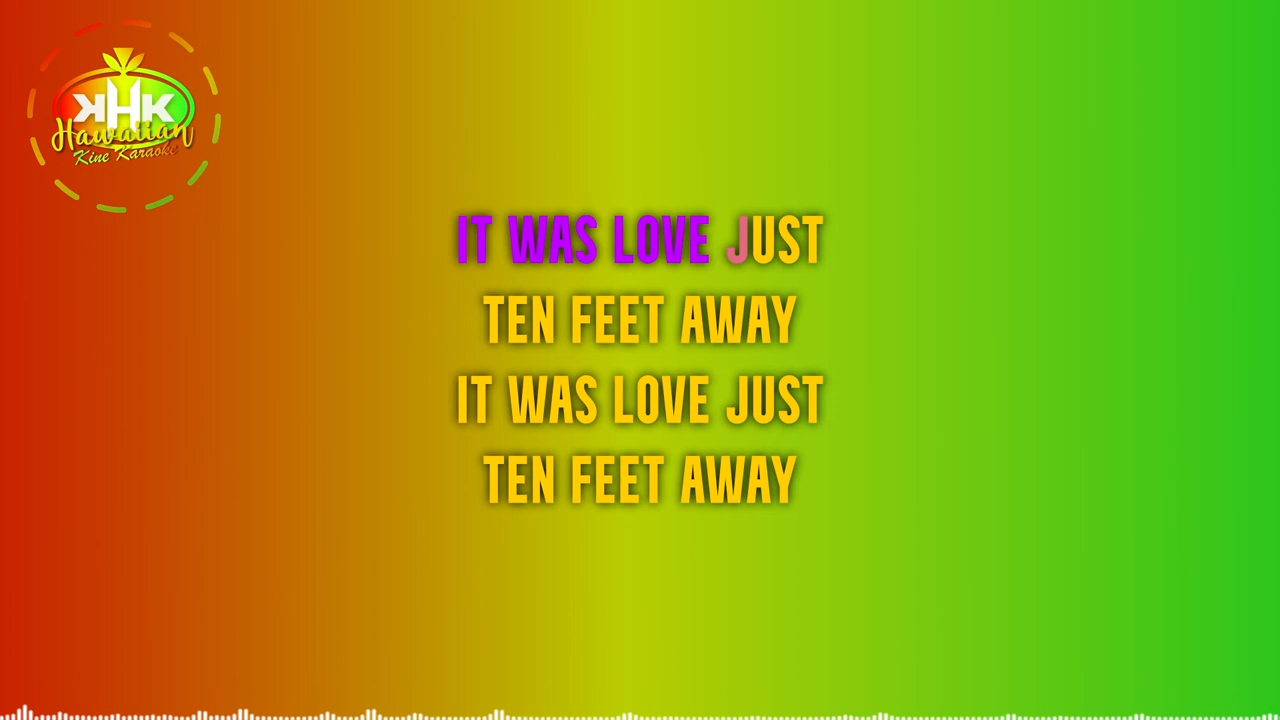 KHK
Hawaiian
Kine Karaoke
IT WAS LOVE JUST
TEN FEET AWAY
IT WAS LOVE JUST
TEN FEET AWAY